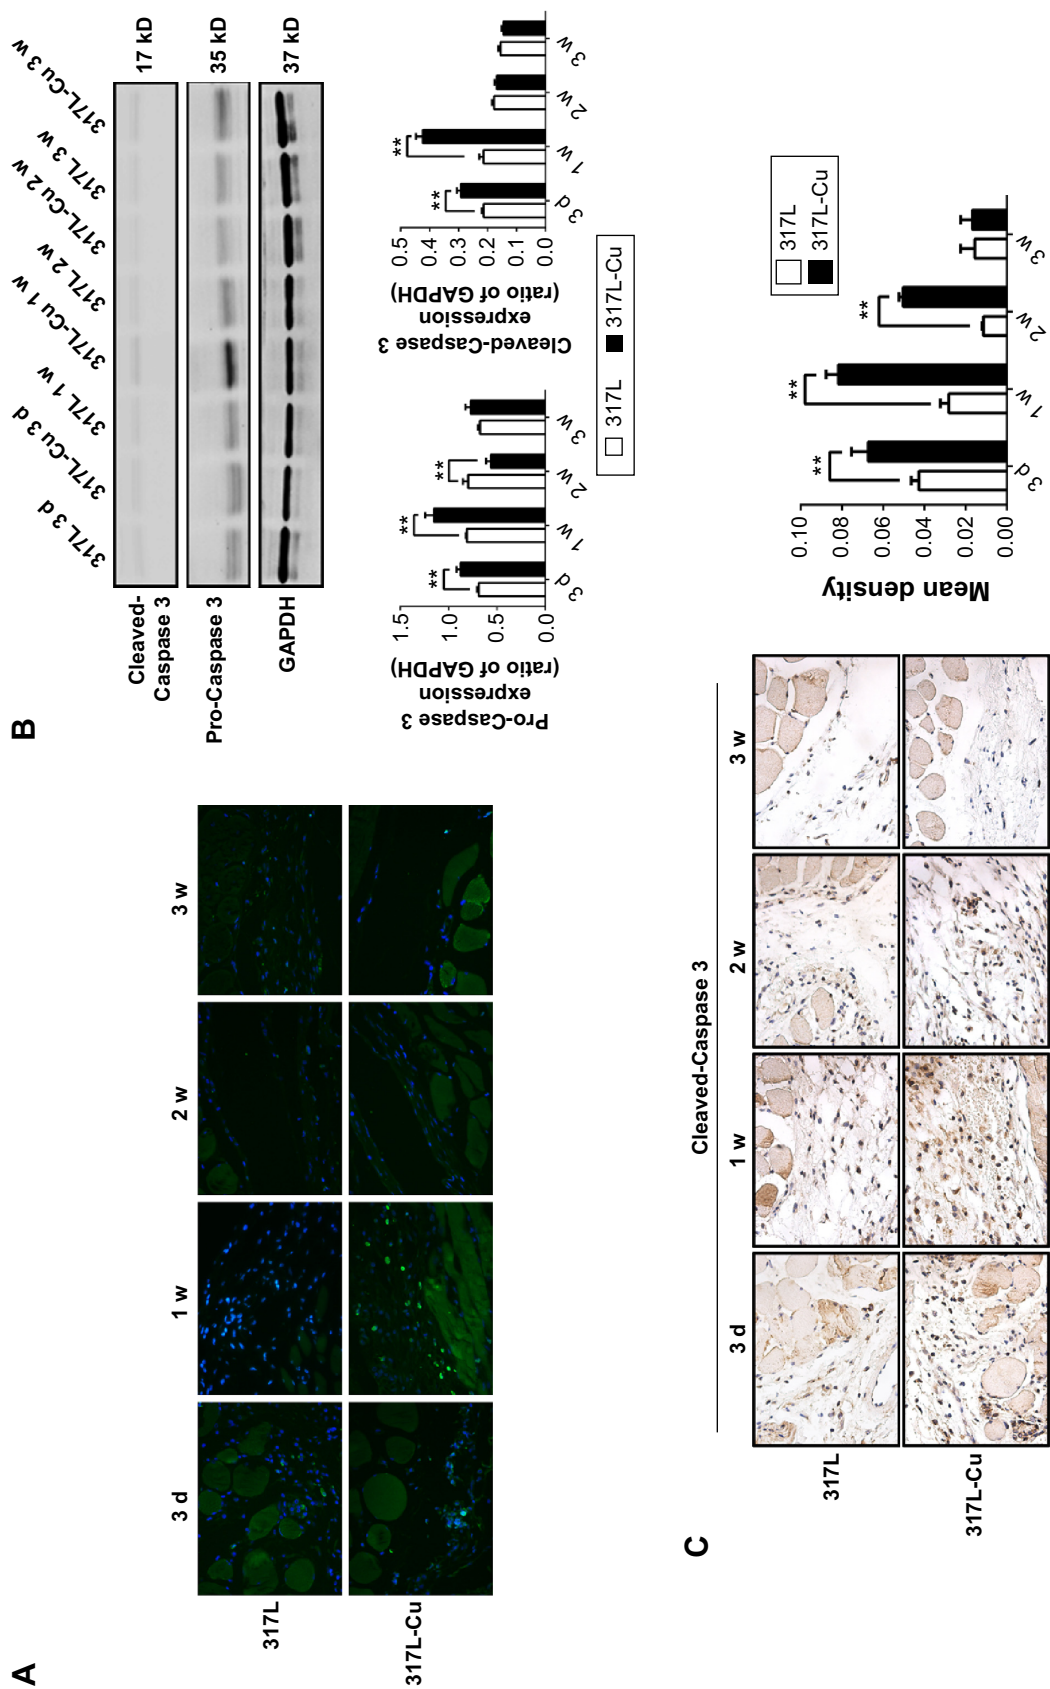 A
3 d
1 w
2 w
3 w
317L
317L-Cu
B
317L 3 d
317L-Cu 3 d
317L 1 w
317L-Cu 1 w
317L 2 w
317L-Cu 2 w
317L 3 w
317L-Cu 3 w
Cleaved-
Caspase 3
17 kD
Pro-Caspase 3
35 kD
GAPDH
37 kD
Pro-Caspase 3
expression
(ratio of GAPDH)
1.5
1.0
0.5
0.0
**
**
**
3 d
1 w
2 w
3 w
Cleaved-Caspase 3
expression
(ratio of GAPDH)
0.5
0.4
0.3
0.2
0.1
0.0
**
**
3 d
1 w
2 w
3 w
317L
317L-Cu
C
Cleaved-Caspase 3
3 d
1 w
2 w
3 w
317L
317L-Cu
Mean density
0.10
0.08
0.06
0.04
0.02
0.00
**
**
**
3 d
1 w
2 w
3 w
317L
317L-Cu